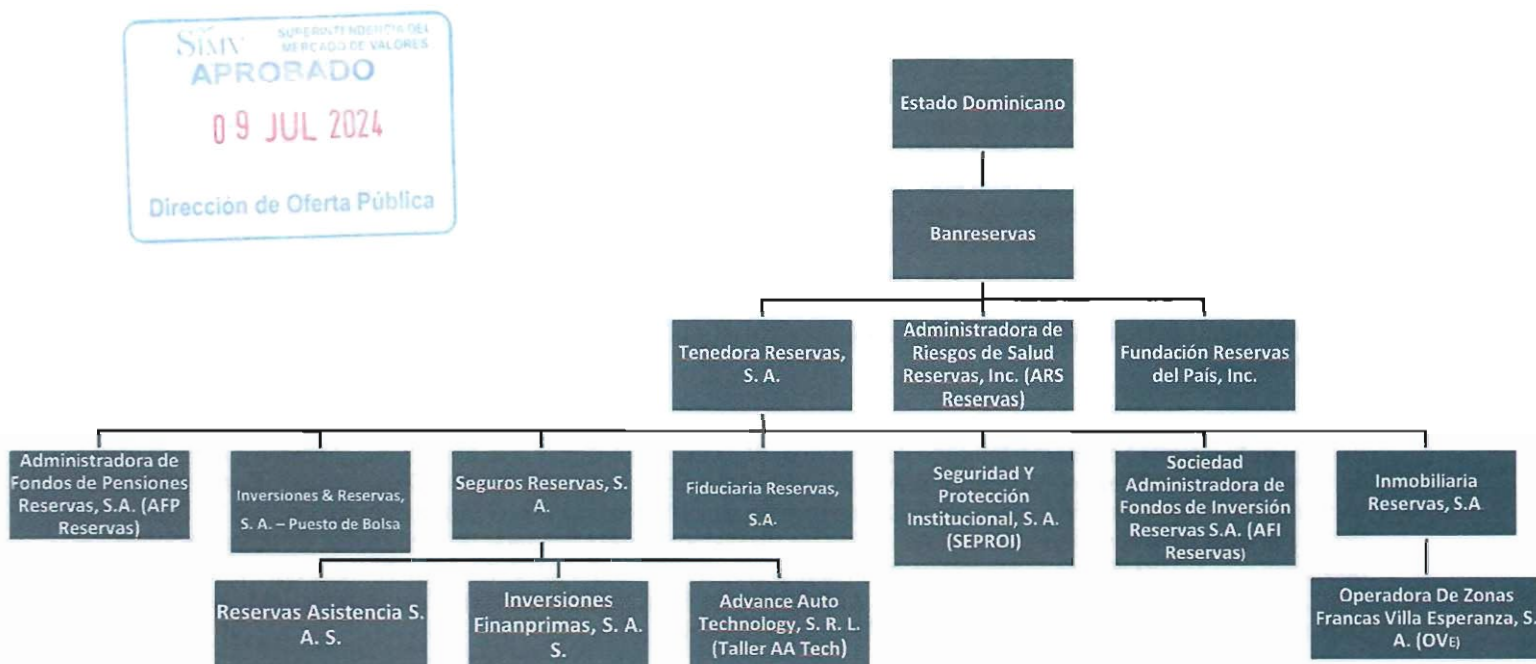 SIMV
SUPERINTENDENCIA DEL
MERCADO DE VALORES
APROBADO
09 JUL 2024
Dirección de Oferta Pública
Estado Dominicano
Banreservas
Tenedora Reservas,
S. A.
Administradora de
Riesgos de Salud
Reservas, Inc. (ARS
Reservas)
Fundación Reservas
del País, Inc.
Administradora de
Fondos de Pensiones
Reservas, S.A. (AFP
Reservas)
Inversiones & Reservas,
S. A. – Puesto de Bolsa
Seguros Reservas, S.
A.
Fiduciaria Reservas,
S.A.
Seguridad Y
Protección
Institucional, S. A.
(SEPROI)
Sociedad
Administradora de
Fondos de Inversión
Reservas S.A. (AFI
Reservas)
Inmobiliaria
Reservas, S.A
Reservas Asistencia S.
A. S.
Inversiones
Finanprimas, S. A.
S.
Advance Auto
Technology, S. R. L.
(Taller AA Tech)
Operadora De Zonas
Francas Villa Esperanza, S.
A. (OVE)